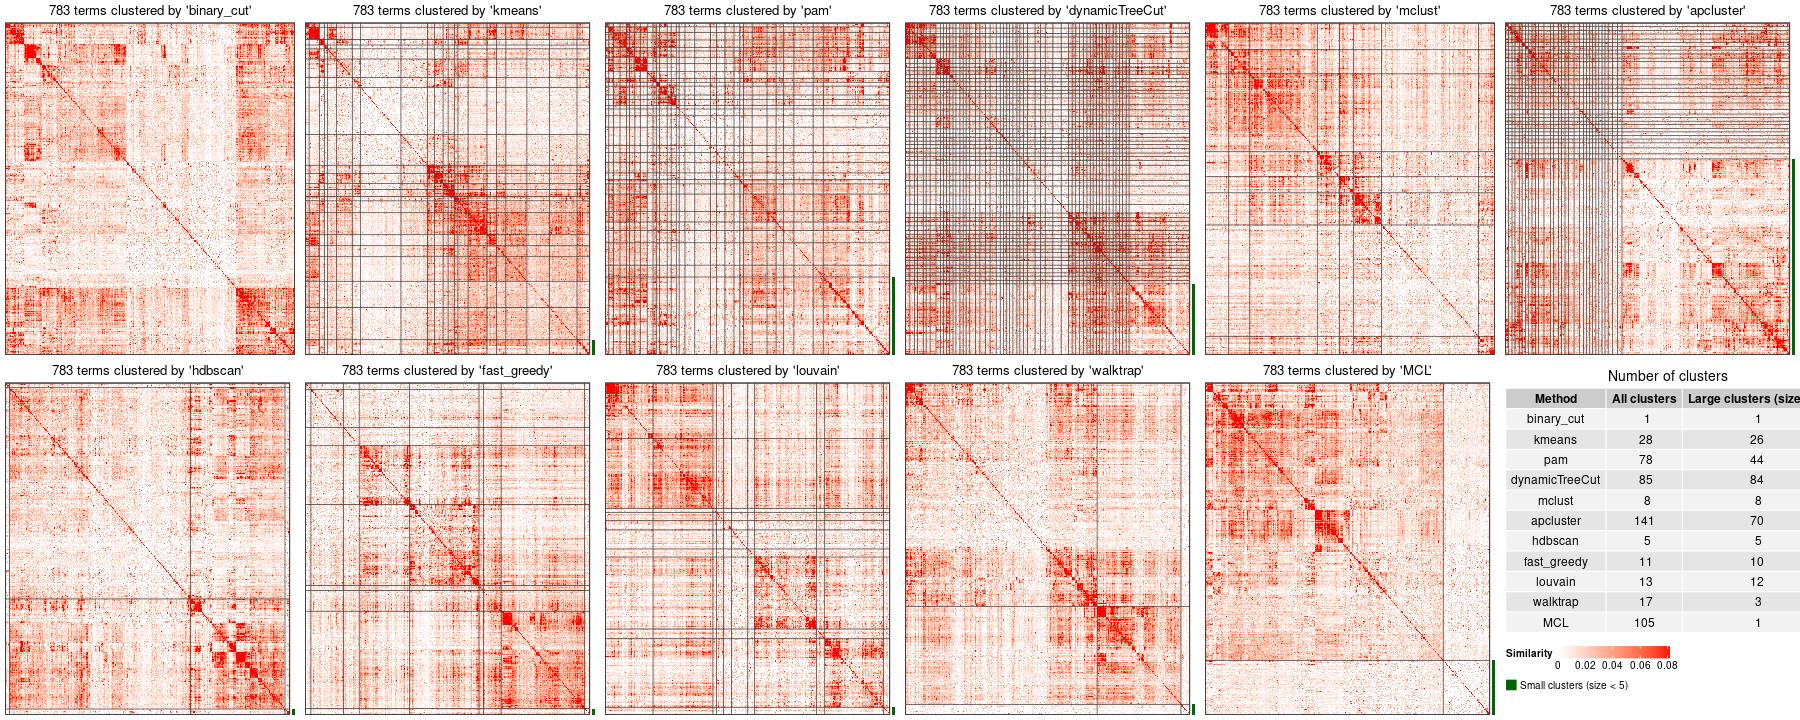 783 terms clustered by 'binary_cut'
783 terms clustered by 'kmeans'
783 terms clustered by 'pam'
783 terms clustered by 'dynamicTreeCut'
783 terms clustered by 'mclust'
783 terms clustered by 'apcluster'
783 terms clustered by 'hdbscan'
783 terms clustered by 'fast_greedy'
783 terms clustered by 'louvain'
783 terms clustered by 'walktrap'
783 terms clustered by 'MCL'
Number of clusters
Method All clusters Large clusters (size
binary_cut 1 1
kmeans 28 26
pam 78 44
dynamicTreeCut 85 84
mclust 8 8
apcluster 141 70
hdbscan 5 5
fast_greedy 11 10
louvain 13 12
walktrap 17 3
MCL 105 1
Similarity
0 0.02 0.04 0.06 0.08
Small clusters (size < 5)